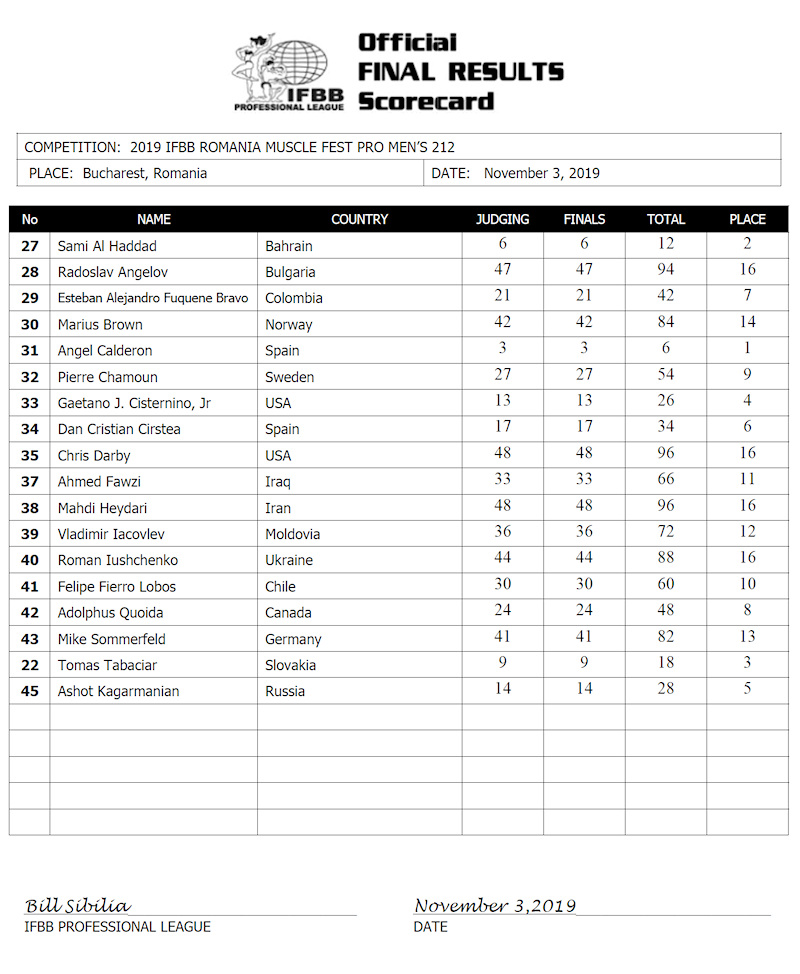 Official
FINAL RESULTS
Scorecard
IFBB
PROFESSIONAL LEAGUE
COMPETITION: 2019 IFBB ROMANIA MUSCLE FEST PRO MEN'S 212
PLACE: Bucharest, Romania DATE: November 3, 2019
No NAME COUNTRY JUDGING FINALS TOTAL PLACE
27 Sami Al Haddad Bahrain 6 6 12 2
28 Radoslav Angelov Bulgaria 47 47 94 16
29 Esteban Alejandro Fuquene Bravo Colombia 21 21 42 7
30 Marius Brown Norway 42 42 84 14
31 Angel Calderon Spain 3 3 6 1
32 Pierre Chamoun Sweden 27 27 54 9
33 Gaetano J. Cisternino, Jr USA 13 13 26 4
34 Dan Cristian Cirstea Spain 17 17 34 6
35 Chris Darby USA 48 48 96 16
37 Ahmed Fawzi Iraq 33 33 66 11
38 Mahdi Heydari Iran 48 48 96 16
39 Vladimir Iacovlev Moldovia 36 36 72 12
40 Roman Iushchenko Ukraine 44 44 88 16
41 Felipe Fierro Lobos Chile 30 30 60 10
42 Adolphus Quoida Canada 24 24 48 8
43 Mike Sommerfeld Germany 41 41 82 13
22 Tomas Tabaciar Slovakia 9 9 18 3
45 Ashot Kagarmanian Russia 14 14 28 5
Bill Sibilia November 3,2019
IFBB PROFESSIONAL LEAGUE DATE